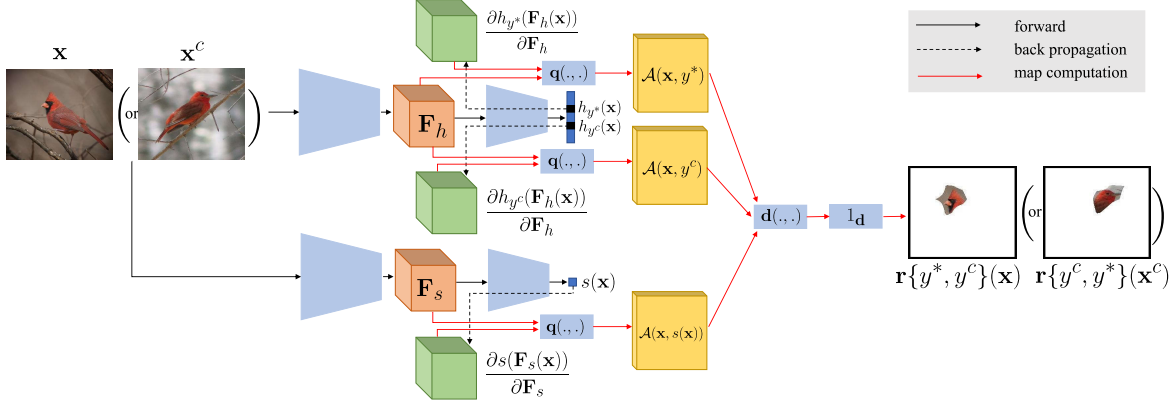 x
x^c
( or )
∂h_{y*}(F_h(x))
∂F_h
F_h
q(.,.)
h_{y*}(x)
h_{y^c}(x)
q(.,.)
∂h_{y^c}(F_h(x))
∂F_h
A(x, y*)
A(x, y^c)
F_s
s(x)
q(.,.)
∂s(F_s(x))
∂F_s
A(x, s(x))
d(.,.)
1_d
forward
back propagation
map computation
( or )
r{y*, y^c}(x)
r{y^c, y*}(x^c)